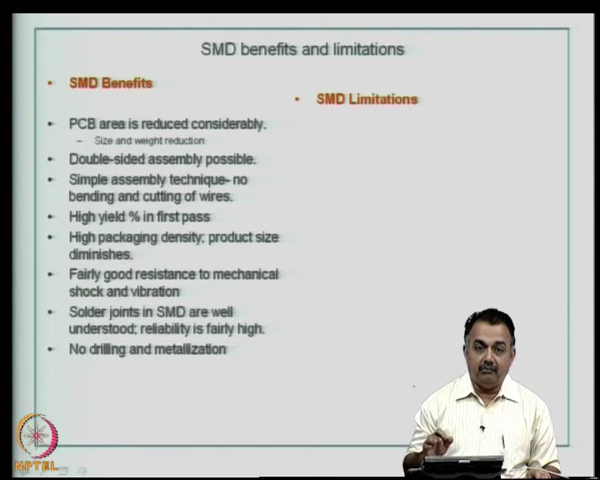 SMD benefits and limitations
• SMD Benefits
• SMD Limitations
• PCB area is reduced considerably.
– Size and weight reduction
• Double-sided assembly possible.
• Simple assembly technique- no
bending and cutting of wires.
• High yield % in first pass
• High packaging density; product size
diminishes.
• Fairly good resistance to mechanical
shock and vibration
• Solder joints in SMD are well
understood; reliability is fairly high.
• No drilling and metallization
NPTEL